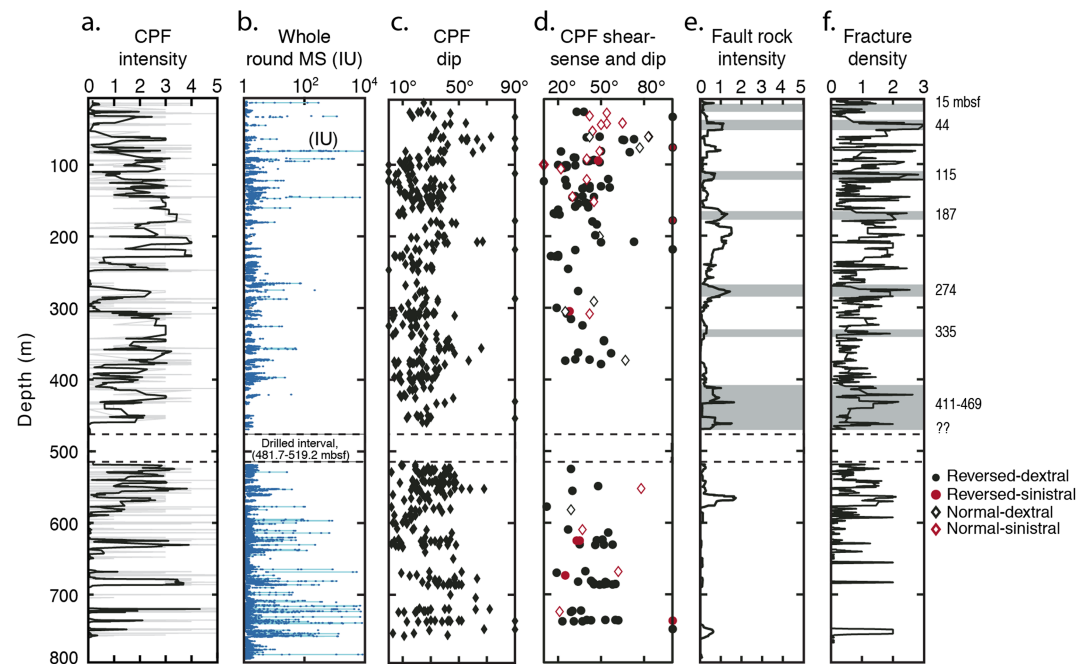 a.
CPF
intensity
0 1 2 3 4 5
b.
Whole
round MS (IU)
1 10² 10⁴
(IU)
c.
CPF
dip
10° 50° 90°
d.
CPF shear-
sense and dip
20° 50° 80°
e.
Fault rock
intensity
0 1 2 3 4 5
f.
Fracture
density
0 1 2 3
Depth (m)
100
200
300
400
500
600
700
800
Drilled interval,
(481.7-519.2 mbsf)
15 mbsf
44
115
187
274
335
411-469
??
Reversed-dextral
Reversed-sinistral
Normal-dextral
Normal-sinistral